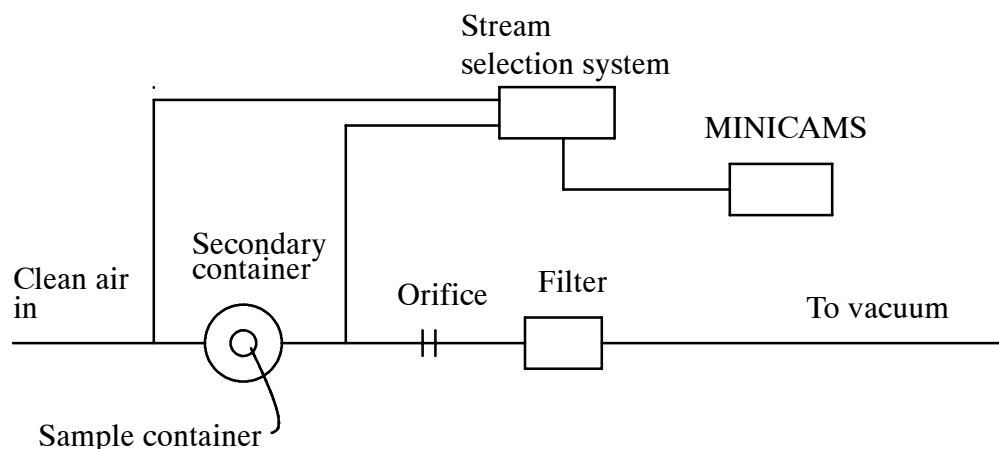 Stream
selection system
MINICAMS
Secondary
container
Clean air
in
Orifice
Filter
To vacuum
Sample container